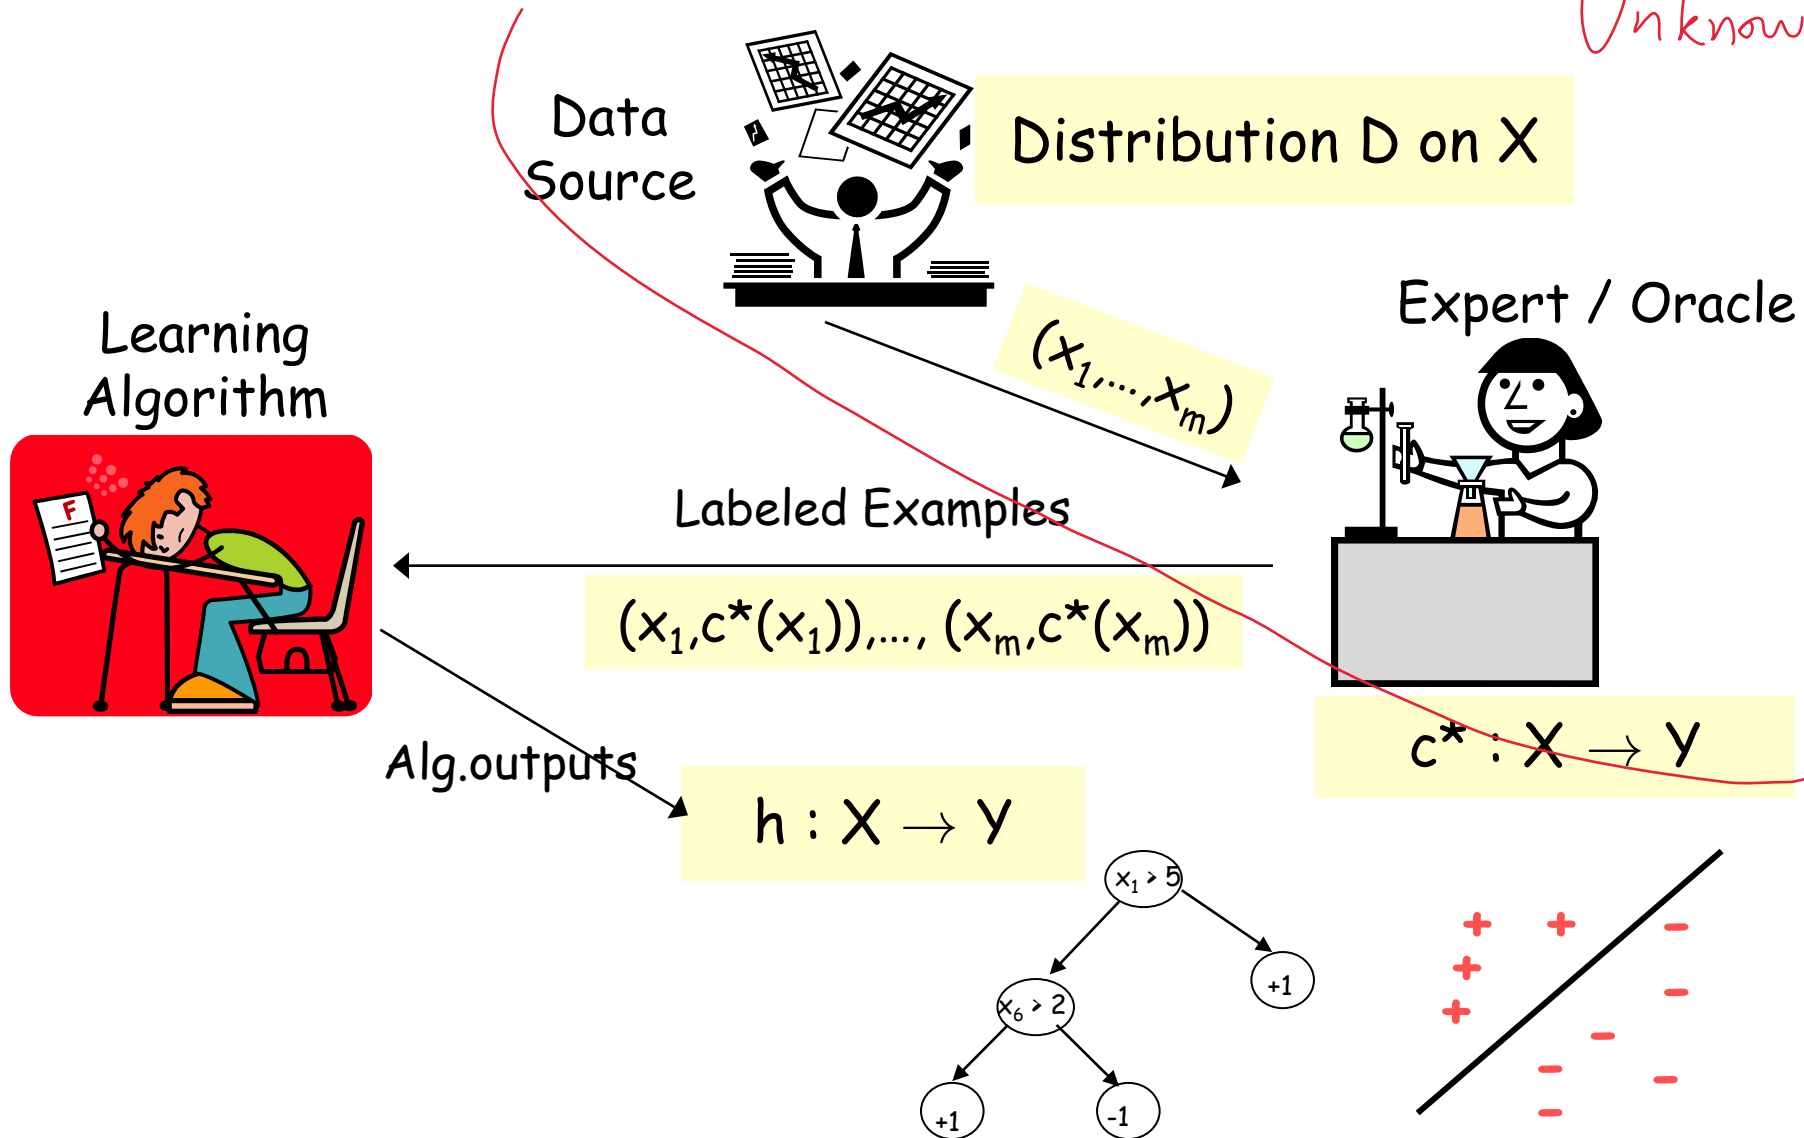 Unknow
Data
Source
Distribution D on X
(x₁,...,xₘ)
Expert / Oracle
Learning
Algorithm
F
Labeled Examples
(x₁,c*(x₁)),..., (xₘ,c*(xₘ))
c* : X → Y
Alg.outputs
h : X → Y
x₁ > 5
+1
x₆ > 2
+1
-1
+ + -
+
-
+
-
-
-
-